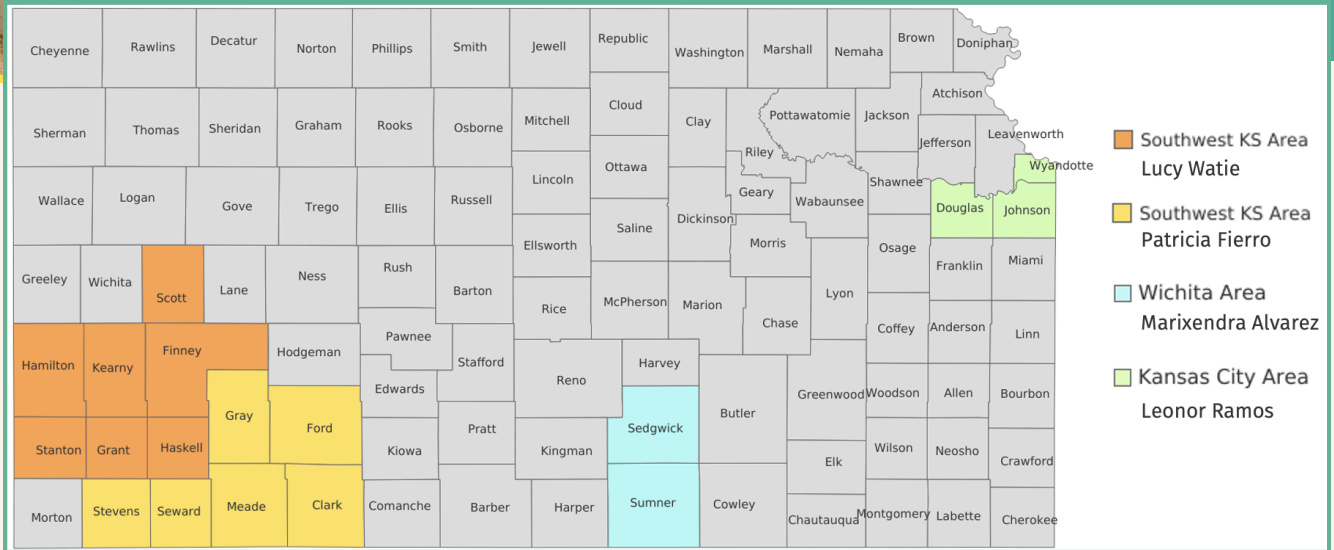 Cheyenne
Rawlins
Decatur
Norton
Phillips
Smith
Jewell
Republic
Washington
Marshall
Nemaha
Brown
Doniphan
Sherman
Thomas
Sheridan
Graham
Rooks
Osborne
Mitchell
Cloud
Clay
Riley
Pottawatomie
Jackson
Atchison
Jefferson
Leavenworth
Wyandotte
Wallace
Logan
Gove
Trego
Ellis
Russell
Lincoln
Ottawa
Saline
Dickinson
Geary
Wabaunsee
Shawnee
Douglas
Johnson
Greeley
Wichita
Scott
Lane
Ness
Rush
Barton
Ellsworth
Rice
McPherson
Marion
Morris
Chase
Lyon
Osage
Franklin
Miami
Hamilton
Kearny
Finney
Hodgeman
Pawnee
Stafford
Edwards
Reno
Harvey
Coffey
Anderson
Linn
Gray
Ford
Kiowa
Pratt
Kingman
Sedgwick
Butler
Greenwood
Woodson
Allen
Bourbon
Stanton
Grant
Haskell
Elk
Wilson
Neosho
Crawford
Morton
Stevens
Seward
Meade
Clark
Comanche
Barber
Harper
Sumner
Cowley
Chautauqua
Montgomery
Labette
Cherokee
Southwest KS Area
Lucy Watie
Southwest KS Area
Patricia Fierro
Wichita Area
Marixendra Alvarez
Kansas City Area
Leonor Ramos